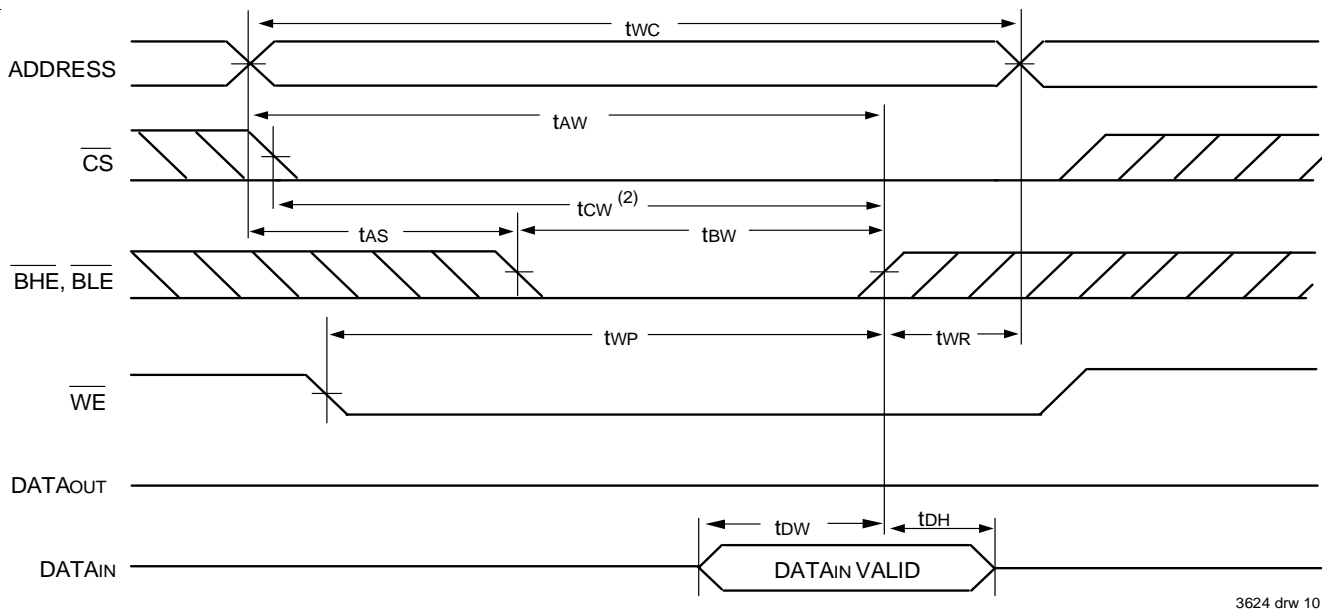 tWC
ADDRESS
tAW
CS
tCW (2)
tAS
tBW
BHE, BLE
tWP
tWR
WE
DATAOUT
tDW
tDH
DATAIN
DATAIN VALID
3624 drw 10